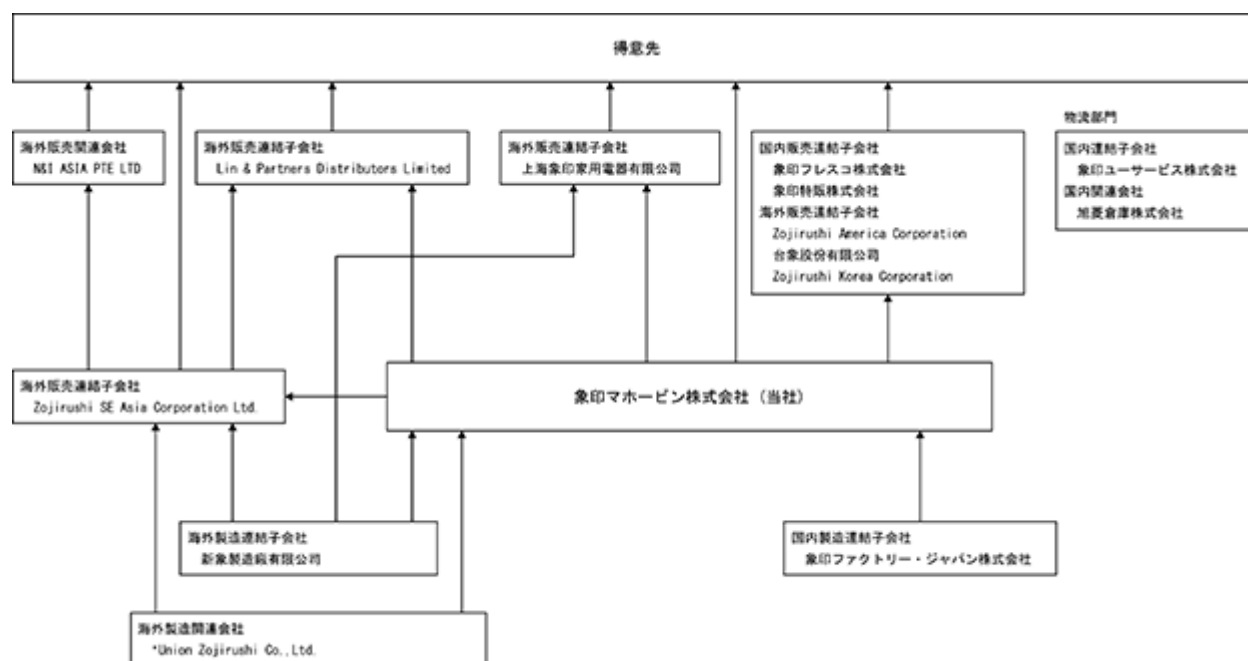 得意先
海外販売関連会社
N&I ASIA PTE LTD
海外販売連結子会社
Lin & Partners Distributors Limited
海外販売連結子会社
上海象印家用電器有限公司
国内販売連結子会社
象印フレスコ株式会社
象印特販株式会社
海外販売連結子会社
Zojirushi America Corporation
台象股份有限公司
Zojirushi Korea Corporation
物流部門
国内連結子会社
象印ユーサービス株式会社
国内関連会社
旭菱倉庫株式会社
海外販売連結子会社
Zojirushi SE Asia Corporation Ltd.
象印マホービン株式会社（当社）
海外製造連結子会社
新象製造廠有限公司
国内製造連結子会社
象印ファクトリー・ジャパン株式会社
海外製造関連会社
*Union Zojirushi Co.,Ltd.